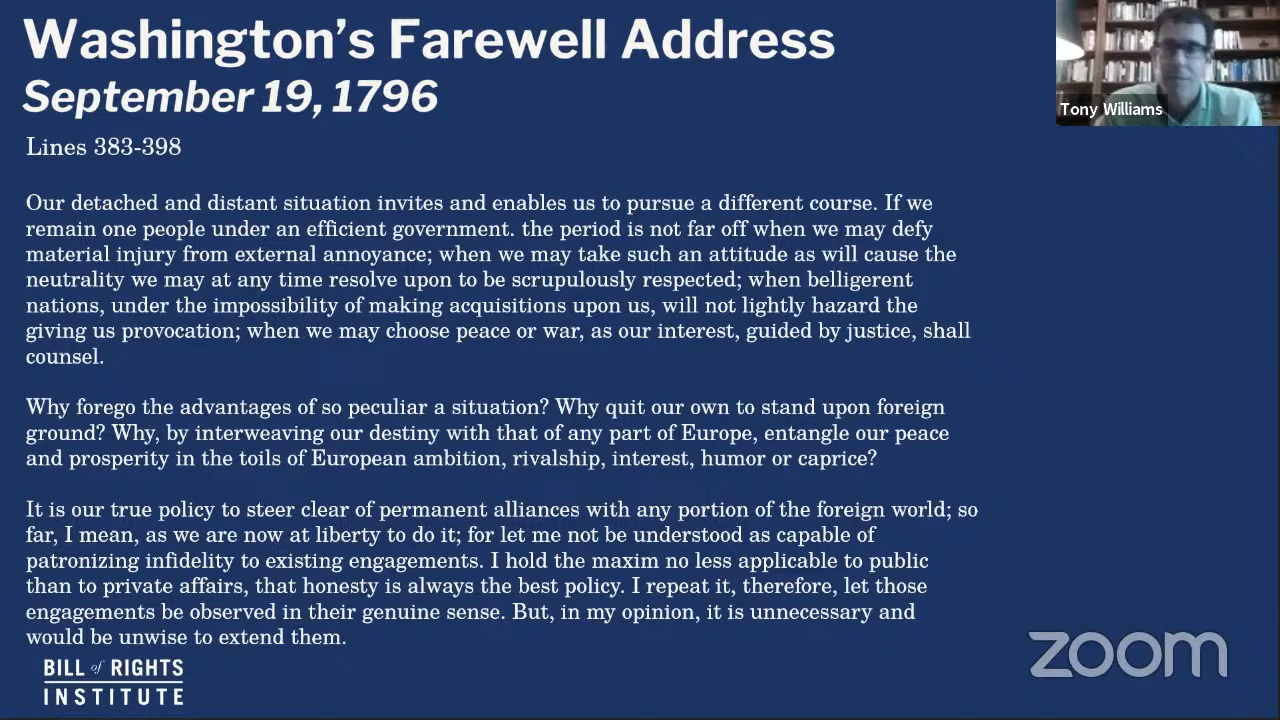 Washington's Farewell Address
September 19, 1796
Tony Williams
Lines 383-398
Our detached and distant situation invites and enables us to pursue a different course. If we
remain one people under an efficient government. the period is not far off when we may defy
material injury from external annoyance; when we may take such an attitude as will cause the
neutrality we may at any time resolve upon to be scrupulously respected; when belligerent
nations, under the impossibility of making acquisitions upon us, will not lightly hazard the
giving us provocation; when we may choose peace or war, as our interest, guided by justice, shall
counsel.
Why forego the advantages of so peculiar a situation? Why quit our own to stand upon foreign
ground? Why, by interweaving our destiny with that of any part of Europe, entangle our peace
and prosperity in the toils of European ambition, rivalship, interest, humor or caprice?
It is our true policy to steer clear of permanent alliances with any portion of the foreign world; so
far, I mean, as we are now at liberty to do it; for let me not be understood as capable of
patronizing infidelity to existing engagements. I hold the maxim no less applicable to public
than to private affairs, that honesty is always the best policy. I repeat it, therefore, let those
engagements be observed in their genuine sense. But, in my opinion, it is unnecessary and
would be unwise to extend them.
BILL of RIGHTS
INSTITUTE
zoom